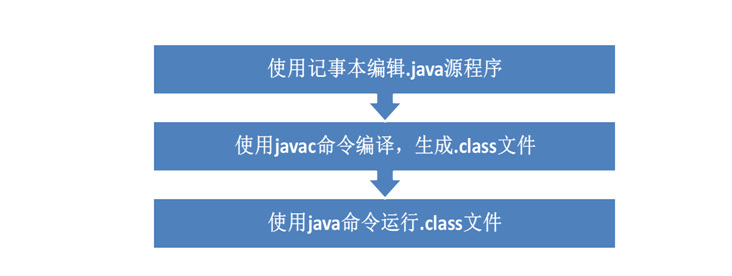 使用记事本编辑.java源程序
使用javac命令编译，生成.class文件
使用java命令运行.class文件